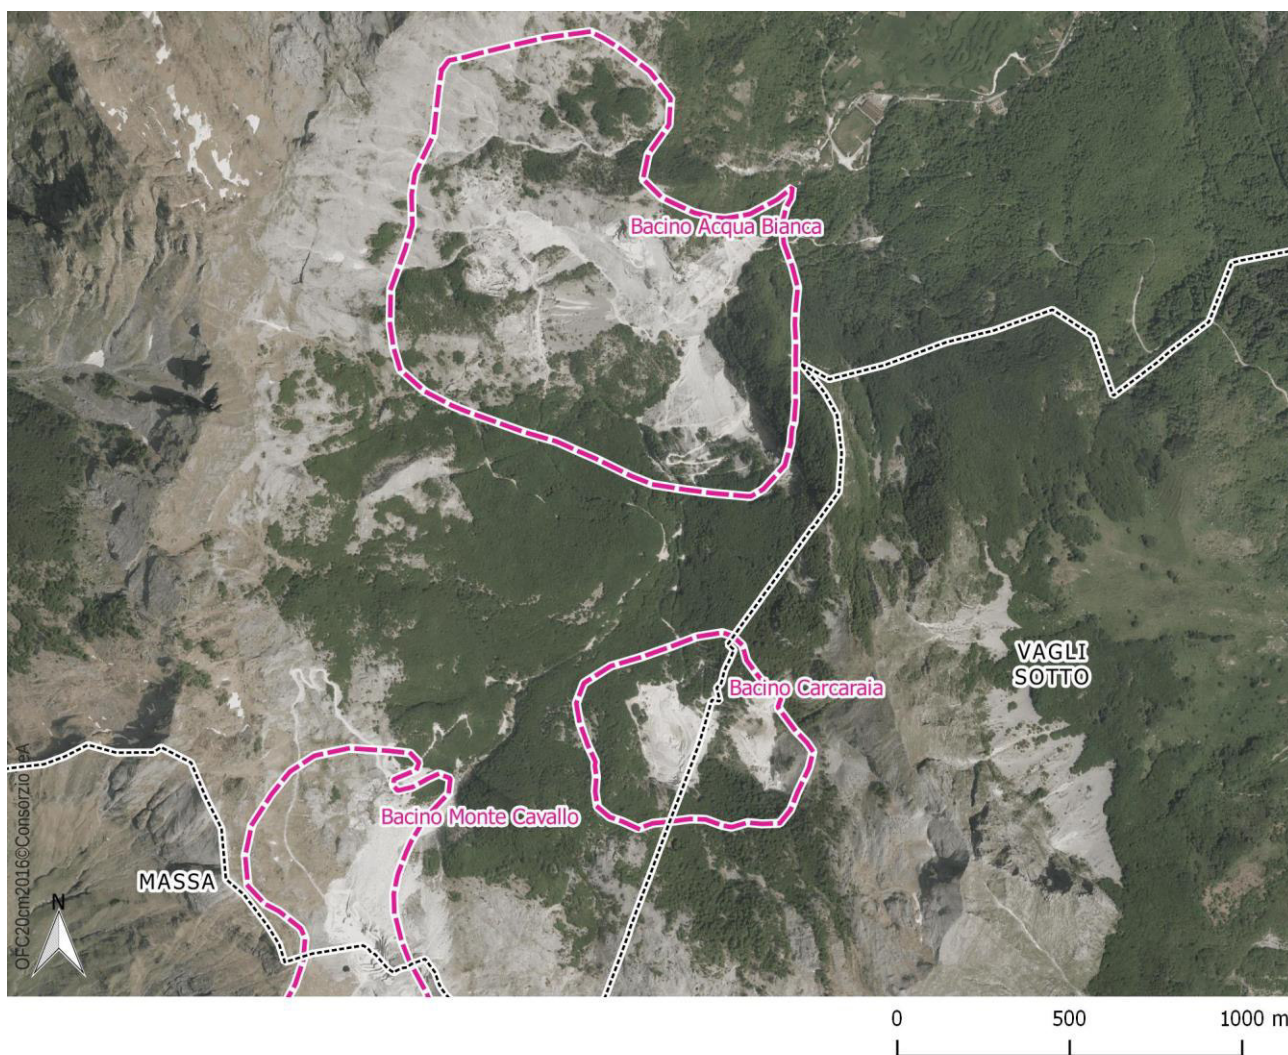 Bacino Acqua Bianca
VAGLI
SOTTO
Bacino Carcaraia
Bacino Monte Cavallo
MASSA
N
OFC20cm2016©Consorzio
0 500 1000 m